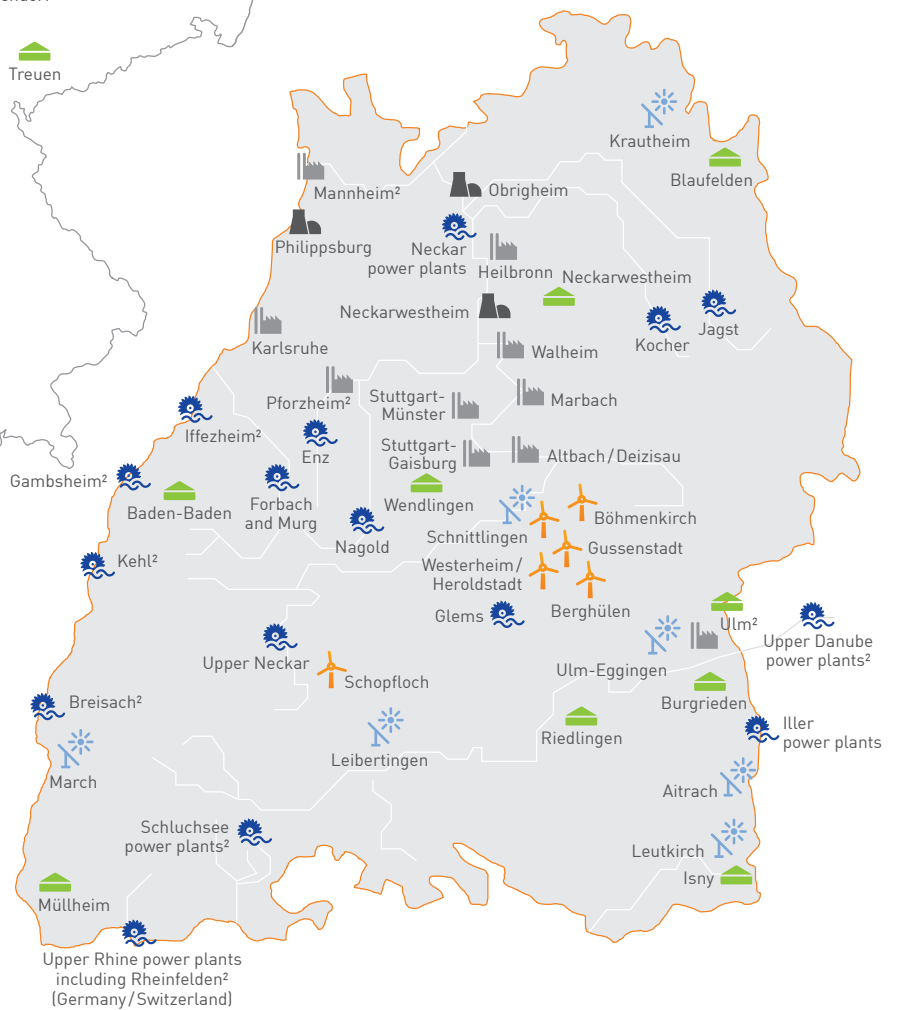 Treuen
Krautheim
Blaufelden
Mannheim²
Obrigheim
Philippsburg
Neckar
power plants
Heilbronn
Neckarwestheim
Neckarwestheim
Jagst
Kocher
Karlsruhe
Walheim
Pforzheim²
Stuttgart-
Münster
Marbach
Iffezheim²
Enz
Stuttgart-
Gaisburg
Altbach/Deizisau
Gambsheim²
Baden-Baden
Forbach
and Murg
Wendlingen
Nagold
Schnittlingen
Böhmenkirch
Gussenstadt
Kehl²
Westerheim/
Heroldstadt
Berghülen
Glems
Ulm²
Upper Danube
power plants²
Upper Neckar
Schopfloch
Ulm-Eggingen
Burgrieden
Breisach²
Riedlingen
Iller
power plants
March
Leibertingen
Aitrach
Schluchsee
power plants²
Leutkirch
Isny
Müllheim
Upper Rhine power plants
including Rheinfelden²
(Germany/Switzerland)